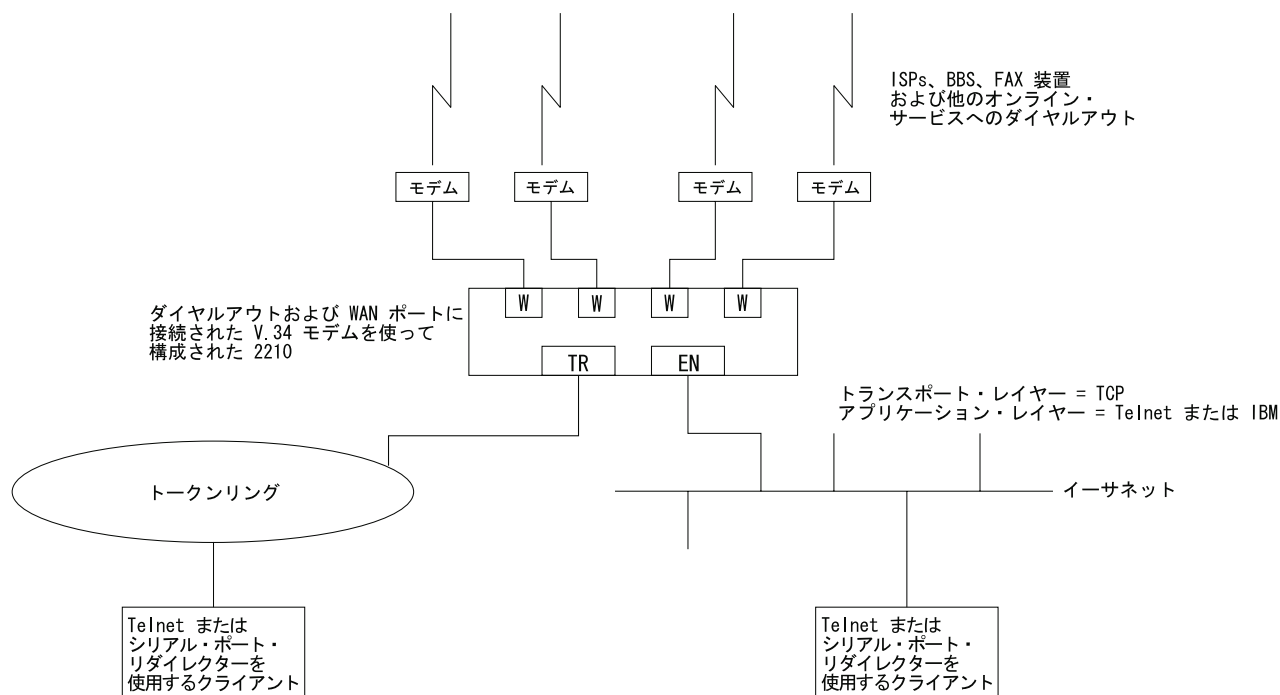 ISPs、BBS、FAX 装置
および他のオンライン・
サービスへのダイヤルアウト
モデム
モデム
モデム
モデム
W
W
W
W
ダイヤルアウトおよび WAN ポートに
接続された V.34 モデムを使って
構成された 2210
TR
EN
トランスポート・レイヤー = TCP
アプリケーション・レイヤー = Telnet または IBM
トークンリング
イーサネット
Telnet または
シリアル・ポート・
リダイレクターを
使用するクライアント
Telnet または
シリアル・ポート・
リダイレクターを
使用するクライアント